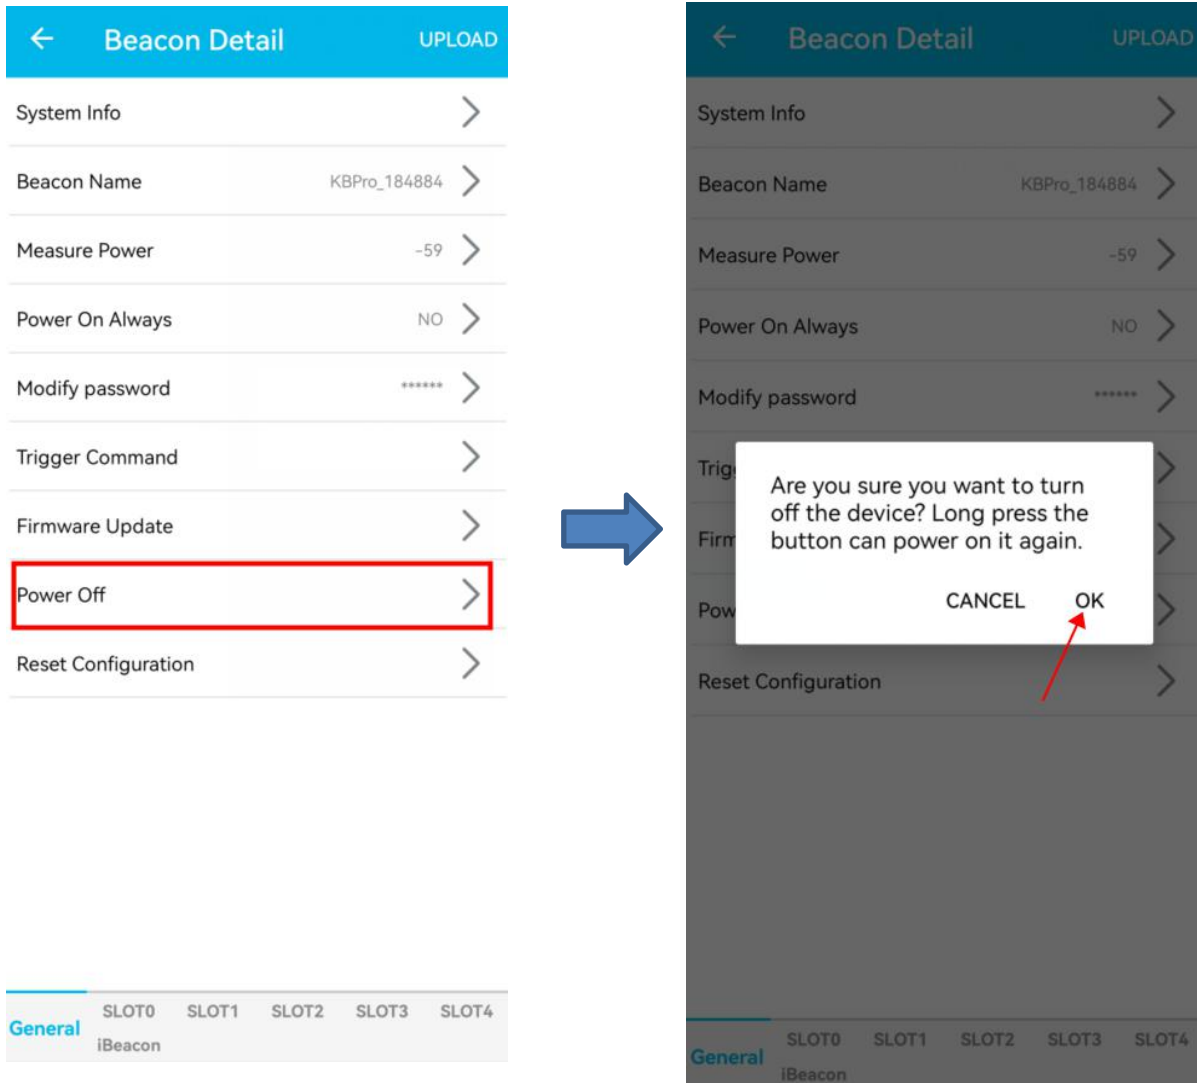 Beacon Detail UPLOAD
System Info
Beacon Name KBPro_184884
Measure Power -59
Power On Always NO
Modify password ******
Trigger Command
Firmware Update
Power Off
Reset Configuration
General SLOT0 SLOT1 SLOT2 SLOT3 SLOT4
iBeacon
Beacon Detail UPLOAD
System Info
Beacon Name KBPro_184884
Measure Power -59
Power On Always NO
Modify password ******
Trig
Are you sure you want to turn
off the device? Long press the
Firm
button can power on it again.
CANCEL OK
Pow
Reset Configuration
General SLOT0 SLOT1 SLOT2 SLOT3 SLOT4
iBeacon